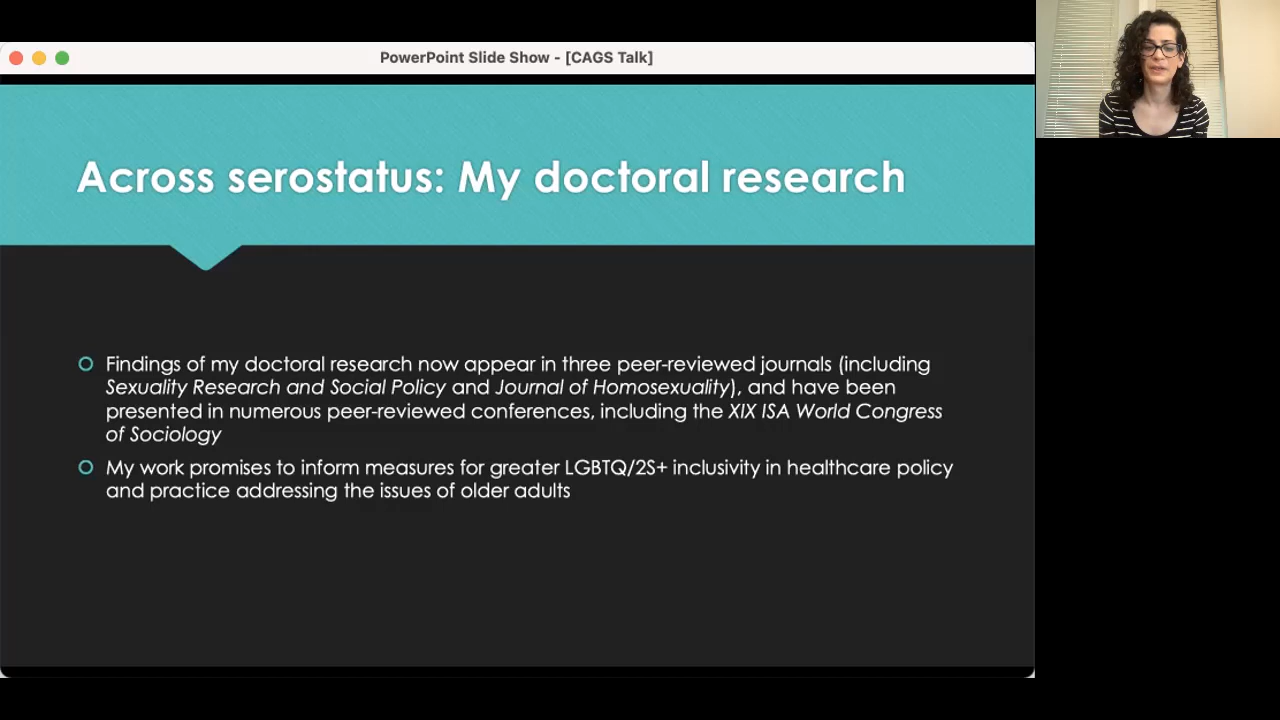 PowerPoint Slide Show - [CAGS Talk]
Across serostatus: My doctoral research
Findings of my doctoral research now appear in three peer-reviewed journals (including
Sexuality Research and Social Policy and Journal of Homosexuality), and have been
presented in numerous peer-reviewed conferences, including the XIX ISA World Congress
of Sociology
My work promises to inform measures for greater LGBTQ/2S+ inclusivity in healthcare policy
and practice addressing the issues of older adults